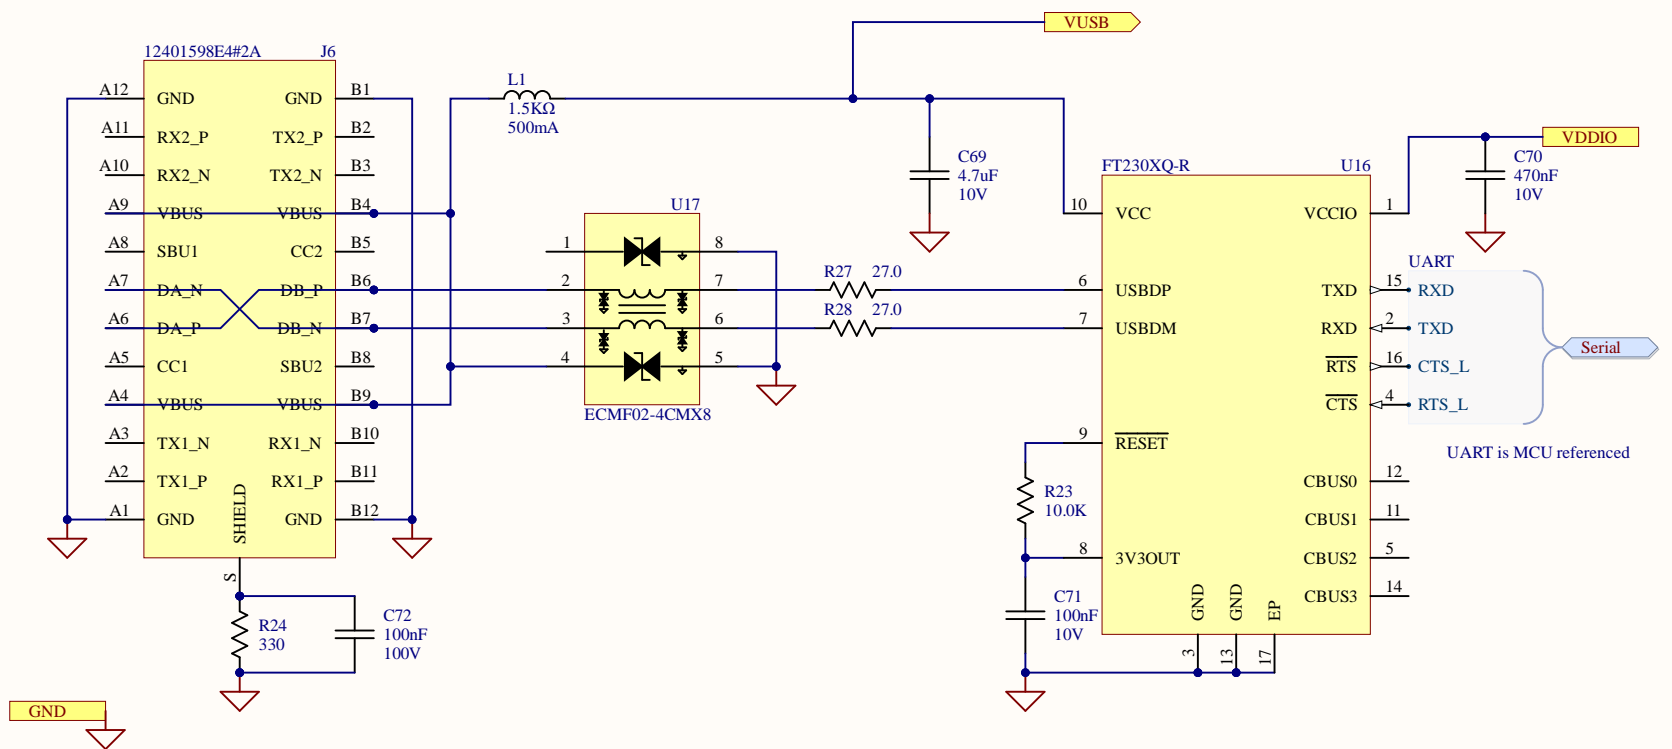 VUSB
12401598E4#2A J6
A12 GND GND B1
A11 RX2_P TX2_P B2
A10 RX2_N TX2_N B3
A9 VBUS VBUS B4
A8 SBU1 CC2 B5
A7 DA_N DB_P B6
A6 DA_P DB_N B7
A5 CC1 SBU2 B8
A4 VBUS VBUS B9
A3 TX1_N RX1_N B10
A2 TX1_P RX1_P B11
A1 GND GND B12
SHIELD
S
R24
330
C72
100nF
100V
GND
L1
1.5KΩ
500mA
C69
4.7uF
10V
U17
1 8
2 7
3 6
4 5
ECMF02-4CMX8
R27 27.0
R28 27.0
R23
10.0K
C71
100nF
10V
FT230XQ-R U16
10 VCC VCCIO 1
6 USBDP TXD 15
7 USBDM RXD 2
RTS 16
CTS 4
9 RESET
CBUS0 12
CBUS1 11
8 3V3OUT CBUS2 5
CBUS3 14
GND GND EP
3 13 17
VDDIO
C70
470nF
10V
UART
RXD
TXD
CTS_L
RTS_L
Serial
UART is MCU referenced